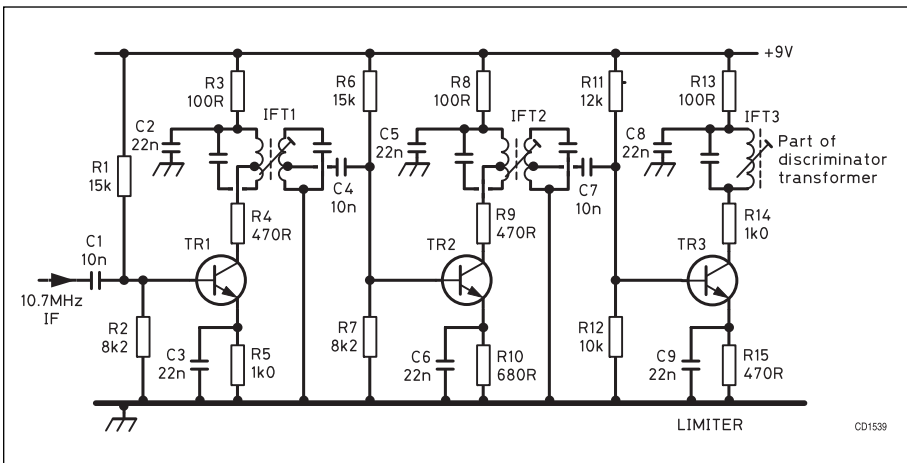 +9V
R3
100R
R6
15k
R8
100R
R11
12k
R13
100R
IFT1
IFT2
IFT3
C2
22n
C5
22n
C8
22n
Part of
discriminator
transformer
R1
15k
C4
10n
C7
10n
R4
470R
R9
470R
R14
1k0
C1
10n
TR1
TR2
TR3
10.7MHz
IF
R2
8k2
C3
22n
R5
1k0
R7
8k2
C6
22n
R10
680R
R12
10k
C9
22n
R15
470R
LIMITER
CD1539